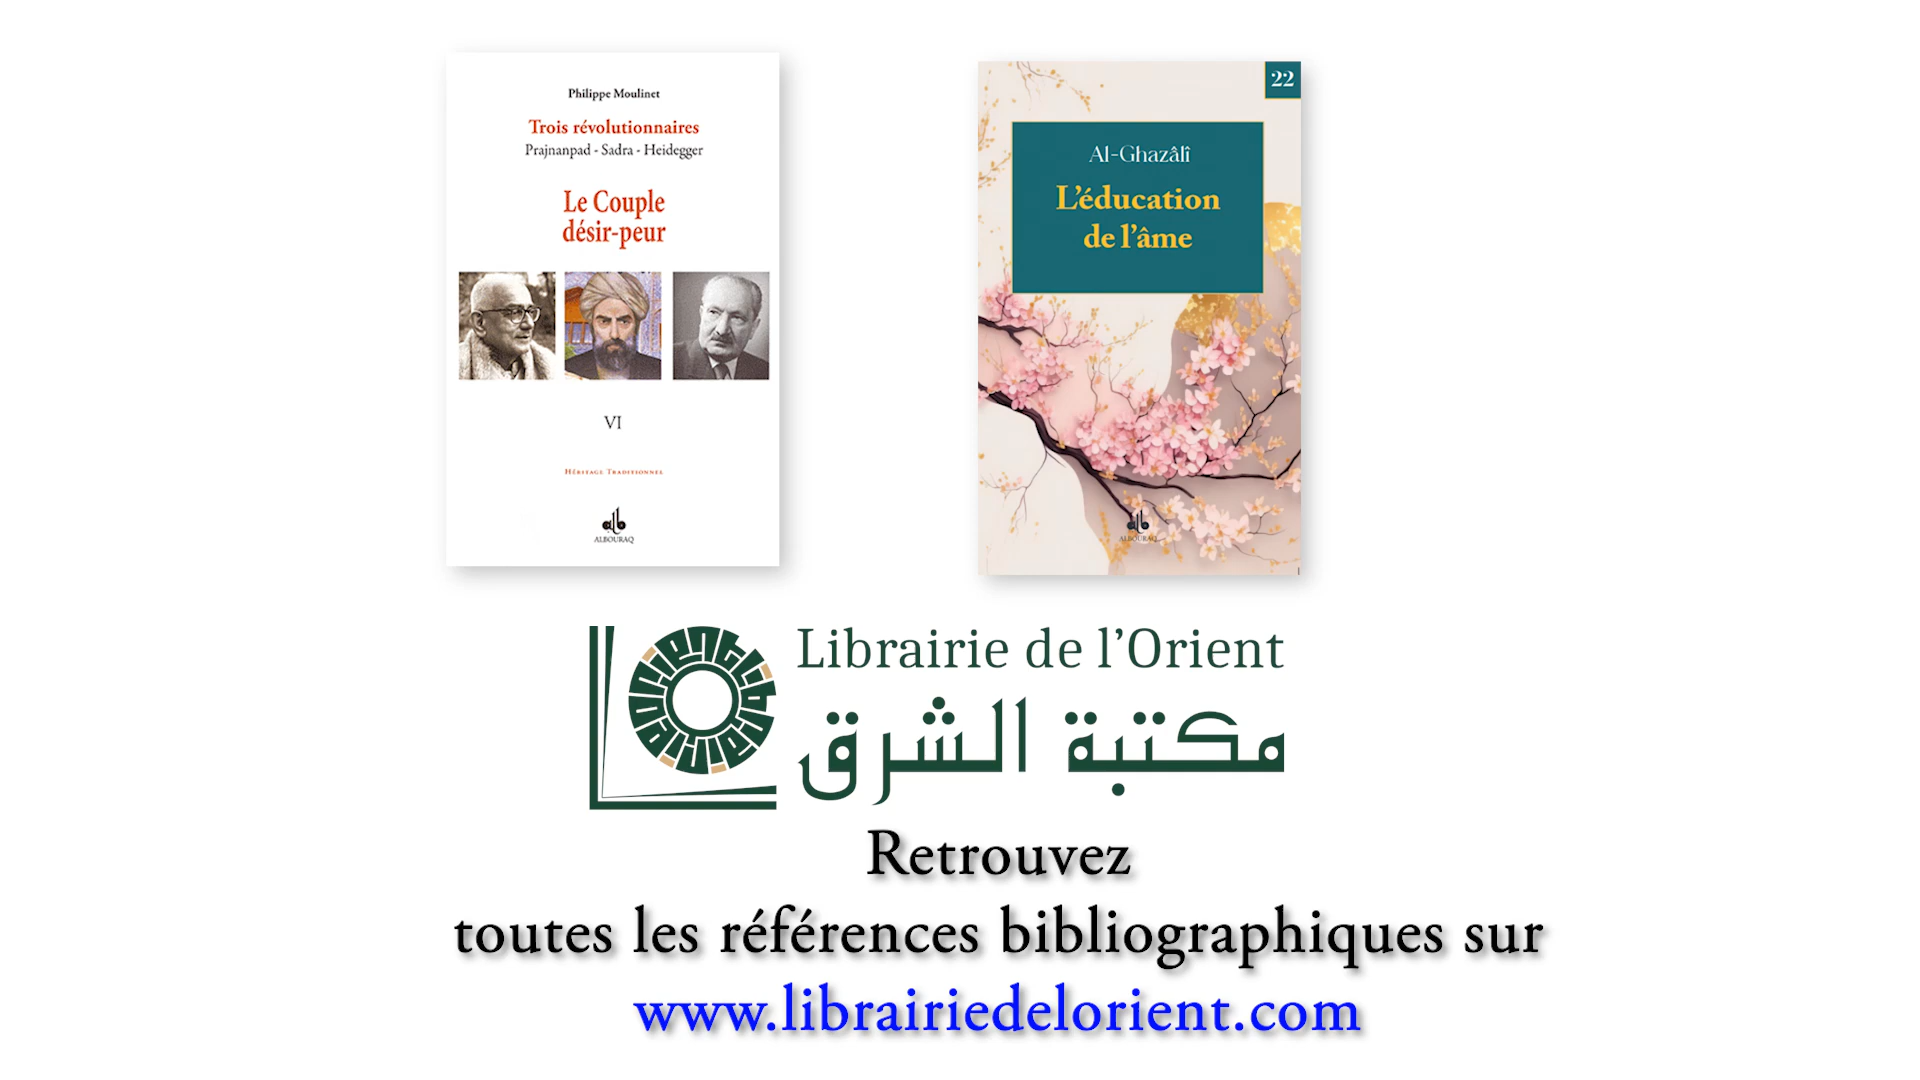 Philippe Moulinet
Trois révolutionnaires
Prajnanpad - Sadra - Heidegger
Le Couple
désir-peur
VI
Héritage Traditionnel
ALBOURAQ
22
Al-Ghazâlî
L'éducation
de l'âme
ALBOURAQ
Librairie de l'Orient
مكتبة الشرق
Retrouvez
toutes les références bibliographiques sur
www.librairiedelorient.com